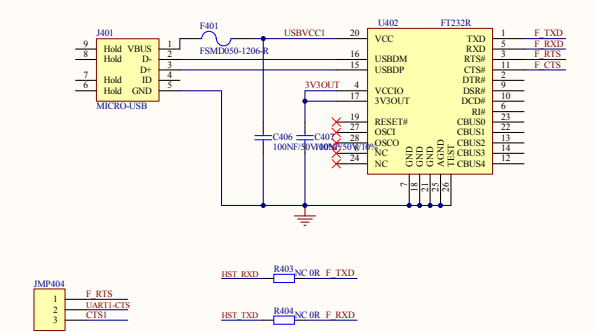 J401
9 Hold VBUS 1
8 Hold D- 2
D+ 3
7 Hold ID 4
6 Hold GND 5
MICRO-USB
F401
FSMD050-1206-R
USBVCC1
U402 FT232R
20 VCC TXD 1 F_TXD
RXD 5 F_RXD
16 USBDM RTS# 3 F_RTS
15 USBDP CTS# 11 F_CTS
DTR# 2
3V3OUT 4 VCCIO DSR# 9
17 3V3OUT DCD# 10
RI# 6
19 RESET# CBUS0 23
27 OSCI CBUS1 22
28 OSCO CBUS2 13
8 NC CBUS3 14
24 NC CBUS4 12
GND GND GND AGND TEST
7 18 21 25 26
C406
100NF/50V/10%
C407
100NF/50V/10%
HST_RXD R403 NC 0R F_TXD
HST_TXD R404 NC 0R F_RXD
JMP404
1 F_RTS
2 UART1-CTS
3 CTS1